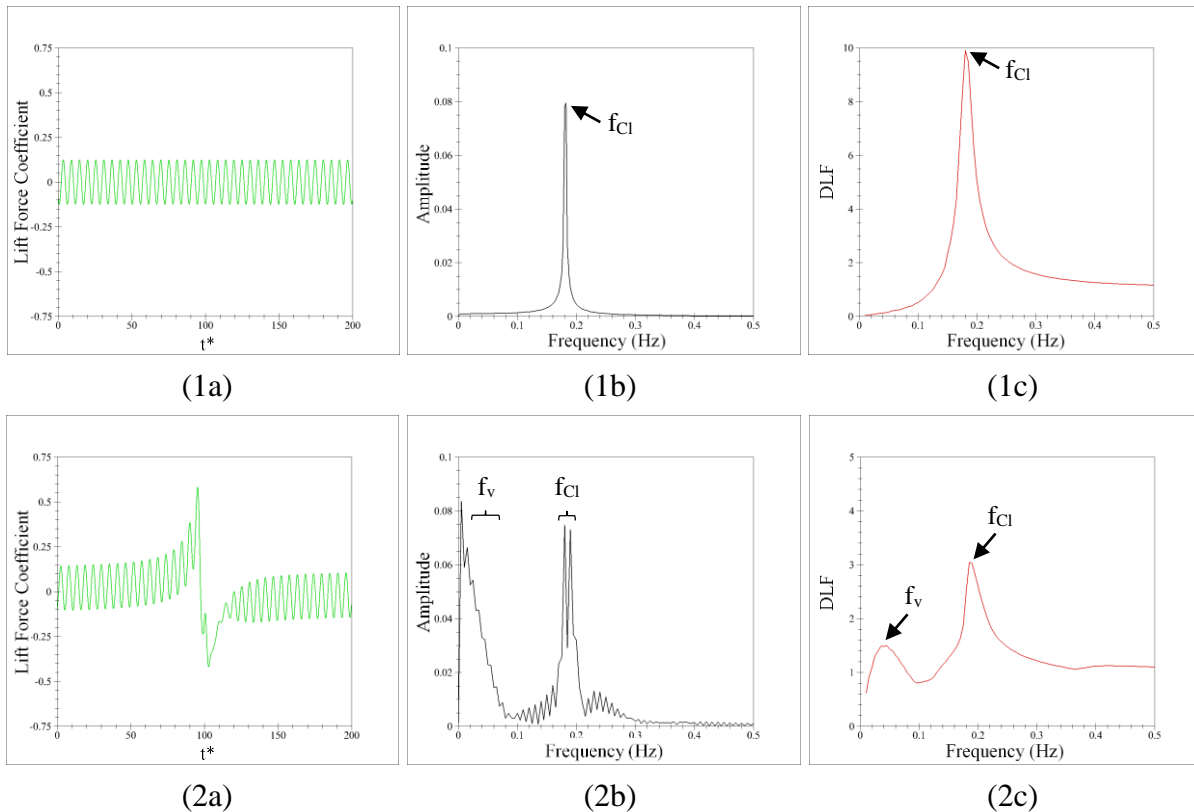 0.75
0.5
0.25
0
-0.25
-0.5
-0.75
Lift Force Coefficient
0 50 100 150 200
t*
(1a)
0.1
0.08
0.06
0.04
0.02
0
Amplitude
fCl
0 0.1 0.2 0.3 0.4 0.5
Frequency (Hz)
(1b)
10
8
6
4
2
0
DLF
fCl
0 0.1 0.2 0.3 0.4 0.5
Frequency (Hz)
(1c)
0.75
0.5
0.25
0
-0.25
-0.5
-0.75
Lift Force Coefficient
0 50 100 150 200
t*
(2a)
0.1
0.08
0.06
0.04
0.02
0
Amplitude
fv fCl
0 0.1 0.2 0.3 0.4 0.5
Frequency (Hz)
(2b)
5
4
3
2
1
0
DLF
fCl
fv
0 0.1 0.2 0.3 0.4 0.5
Frequency (Hz)
(2c)